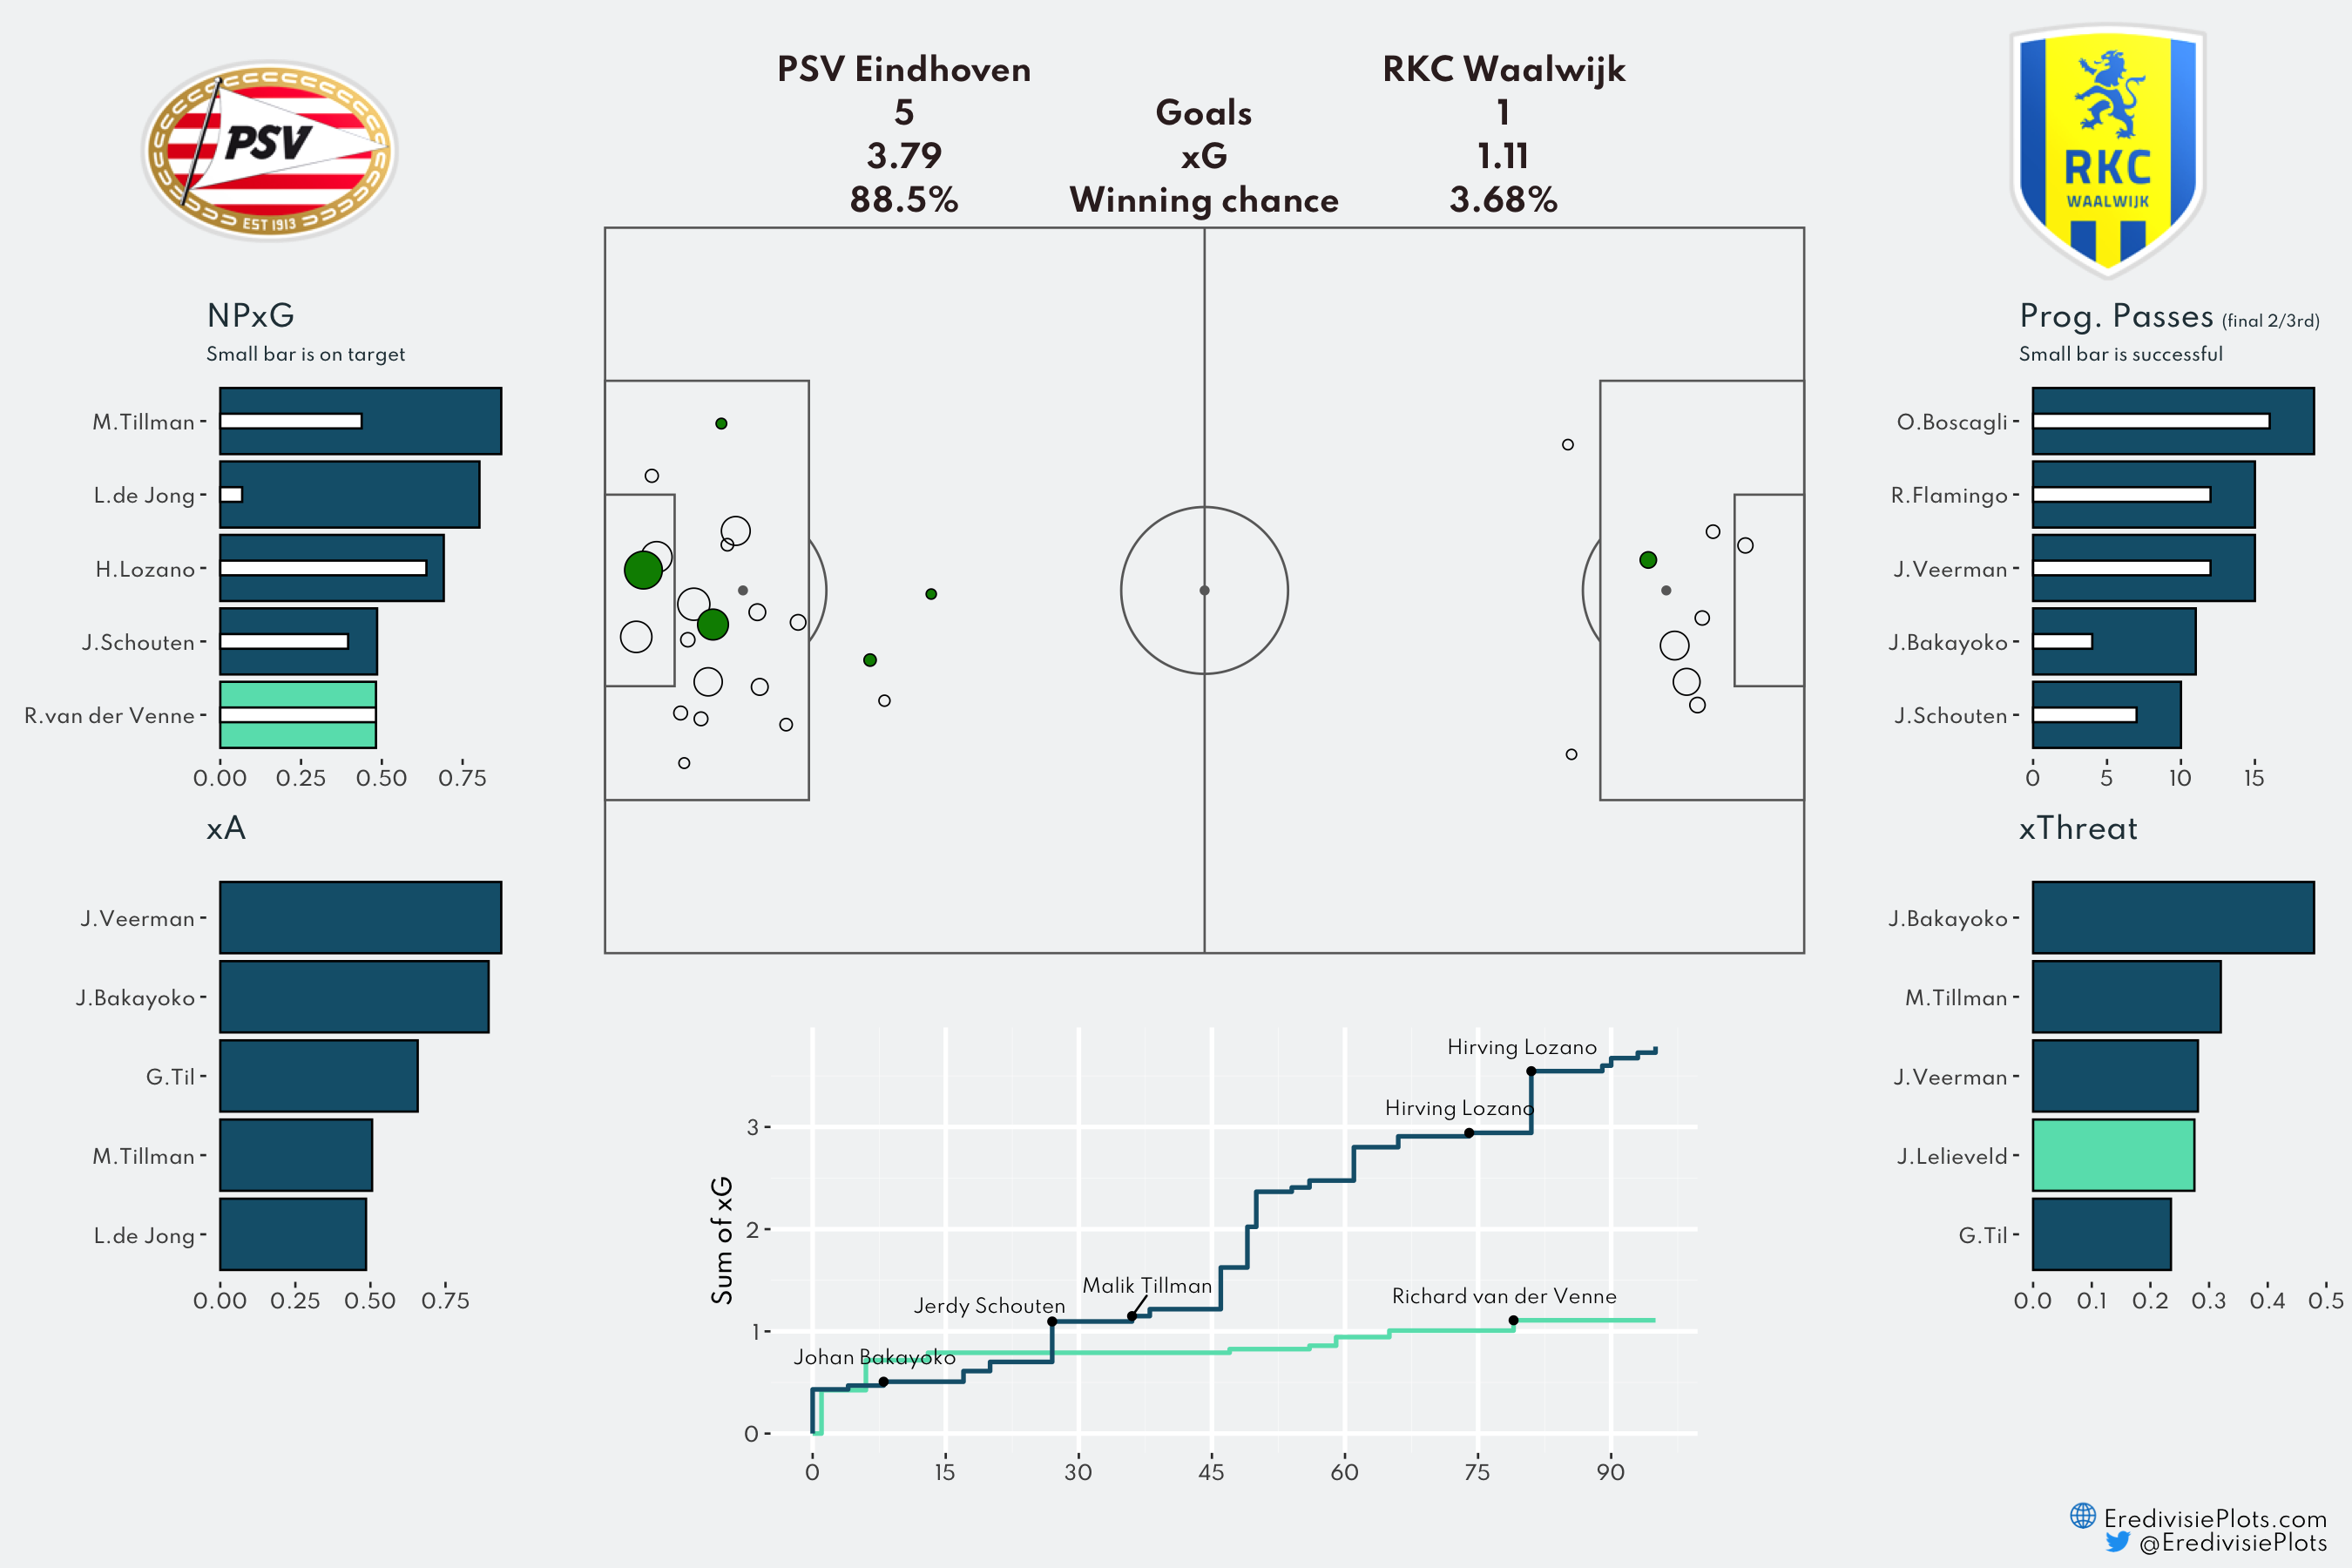 PSV Eindhoven RKC Waalwijk
5 Goals 1
3.79 xG 1.11
88.5% Winning chance 3.68%
PSV
EST 1913
RKC
WAALWIJK
NPxG
Small bar is on target
M.Tillman
L.de Jong
H.Lozano
J.Schouten
R.van der Venne
0.00 0.25 0.50 0.75
xA
J.Veerman
J.Bakayoko
G.Til
M.Tillman
L.de Jong
0.00 0.25 0.50 0.75
Hirving Lozano
Hirving Lozano
Malik Tillman
Jerdy Schouten
Richard van der Venne
Johan Bakayoko
Sum of xG
3
2
1
0
0 15 30 45 60 75 90
Prog. Passes (final 2/3rd)
Small bar is successful
O.Boscagli
R.Flamingo
J.Veerman
J.Bakayoko
J.Schouten
0 5 10 15
xThreat
J.Bakayoko
M.Tillman
J.Veerman
J.Lelieveld
G.Til
0.0 0.1 0.2 0.3 0.4 0.5
EredivisiePlots.com
@EredivisiePlots